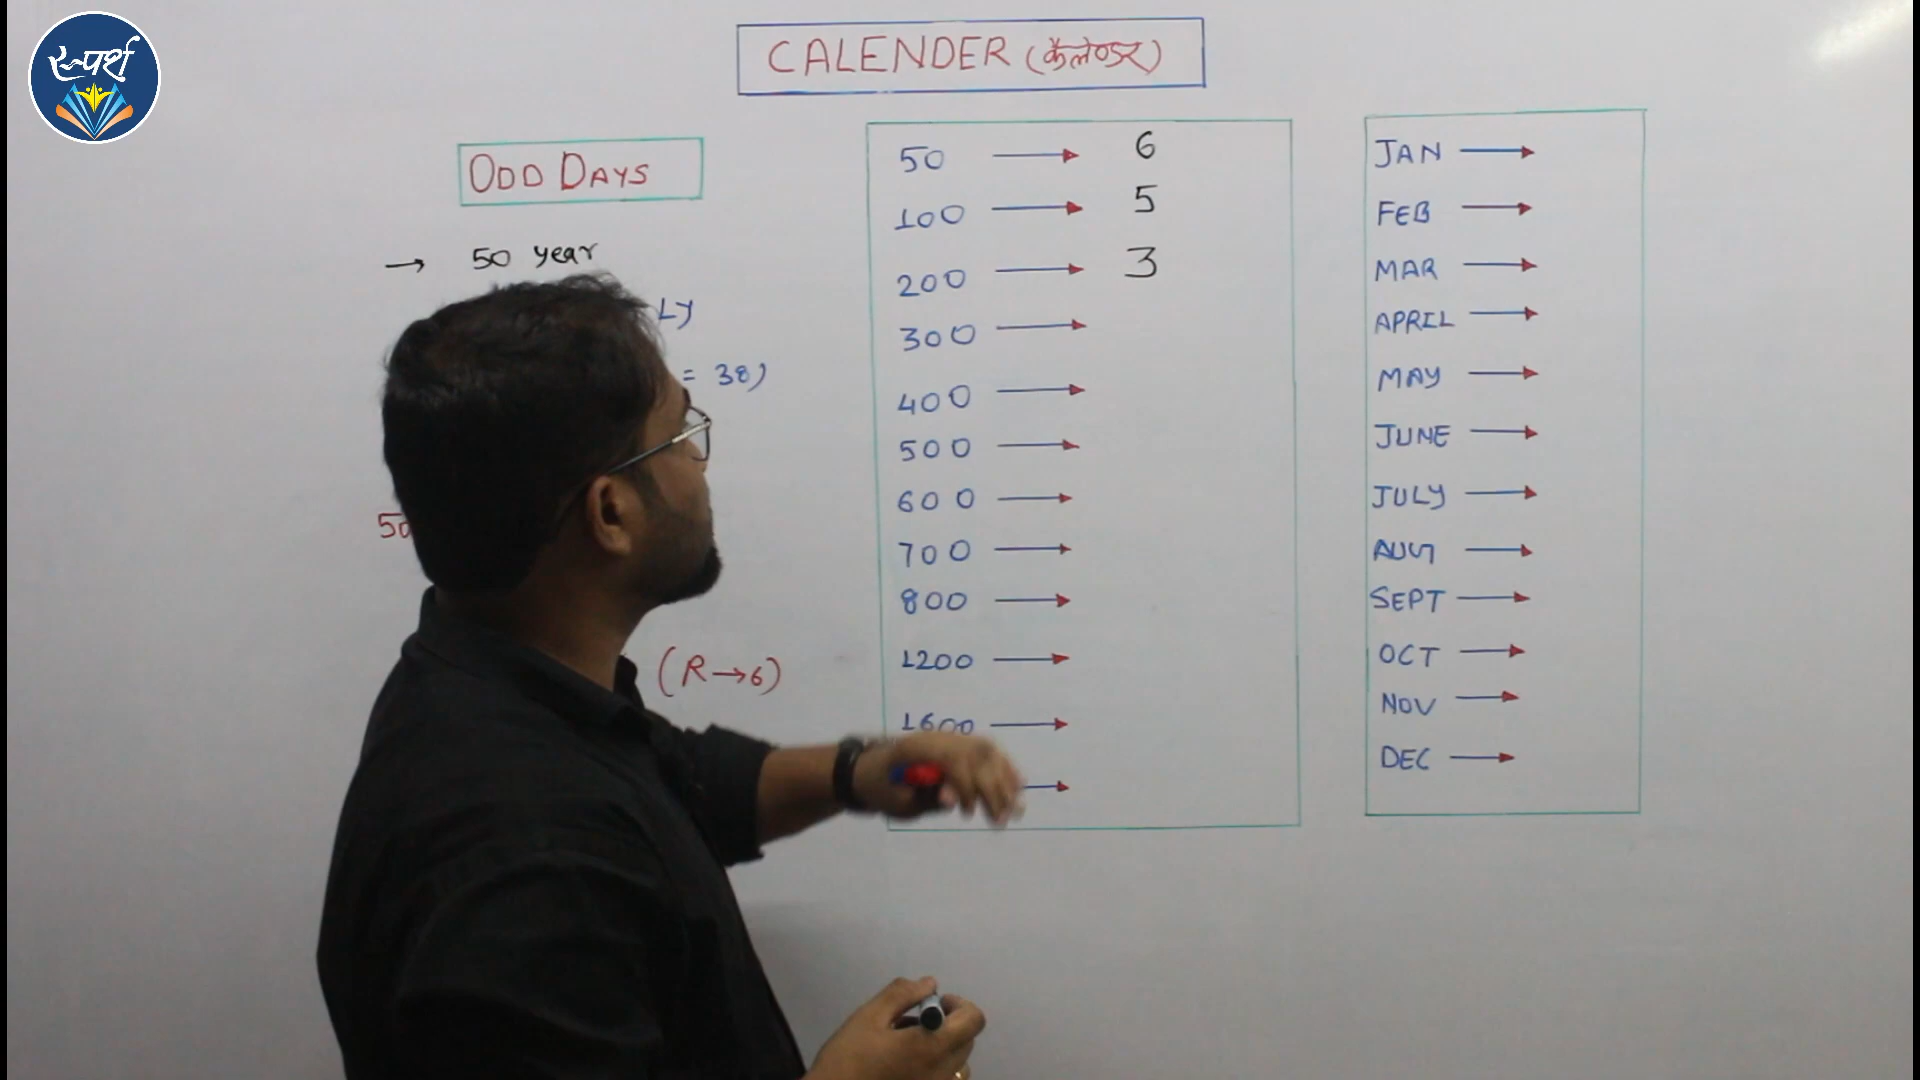 स्पर्श
CALENDER (कैलेण्डर)
ODD DAYS
→ 50 year
LY
= 38)
50
(R→6)
50 → 6
100 → 5
200 → 3
300 →
400 →
500 →
600 →
700 →
800 →
1200 →
1600 →
→
JAN →
FEB →
MAR →
APRIL →
MAY →
JUNE →
JULY →
AUG →
SEPT →
OCT →
NOV →
DEC →